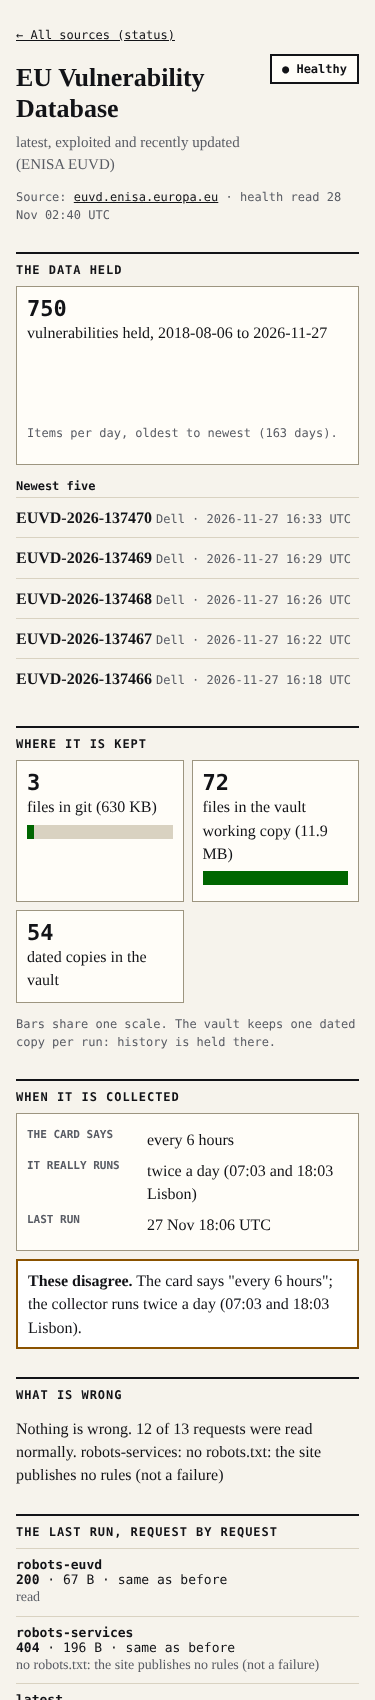 ← All sources (status)
EU Vulnerability
Database
● Healthy
latest, exploited and recently updated
(ENISA EUVD)
Source: euvd.enisa.europa.eu · health read 28
Nov 02:40 UTC
THE DATA HELD
750
vulnerabilities held, 2018-08-06 to 2026-11-27
Items per day, oldest to newest (163 days).
Newest five
EUVD-2026-137470 Dell · 2026-11-27 16:33 UTC
EUVD-2026-137469 Dell · 2026-11-27 16:29 UTC
EUVD-2026-137468 Dell · 2026-11-27 16:26 UTC
EUVD-2026-137467 Dell · 2026-11-27 16:22 UTC
EUVD-2026-137466 Dell · 2026-11-27 16:18 UTC
WHERE IT IS KEPT
3
files in git (630 KB)
72
files in the vault
working copy (11.9
MB)
54
dated copies in the
vault
Bars share one scale. The vault keeps one dated
copy per run: history is held there.
WHEN IT IS COLLECTED
THE CARD SAYS every 6 hours
IT REALLY RUNS twice a day (07:03 and 18:03
Lisbon)
LAST RUN 27 Nov 18:06 UTC
These disagree. The card says "every 6 hours";
the collector runs twice a day (07:03 and 18:03
Lisbon).
WHAT IS WRONG
Nothing is wrong. 12 of 13 requests were read
normally. robots-services: no robots.txt: the site
publishes no rules (not a failure)
THE LAST RUN, REQUEST BY REQUEST
robots-euvd
200 · 67 B · same as before
read
robots-services
404 · 196 B · same as before
no robots.txt: the site publishes no rules (not a failure)
latest